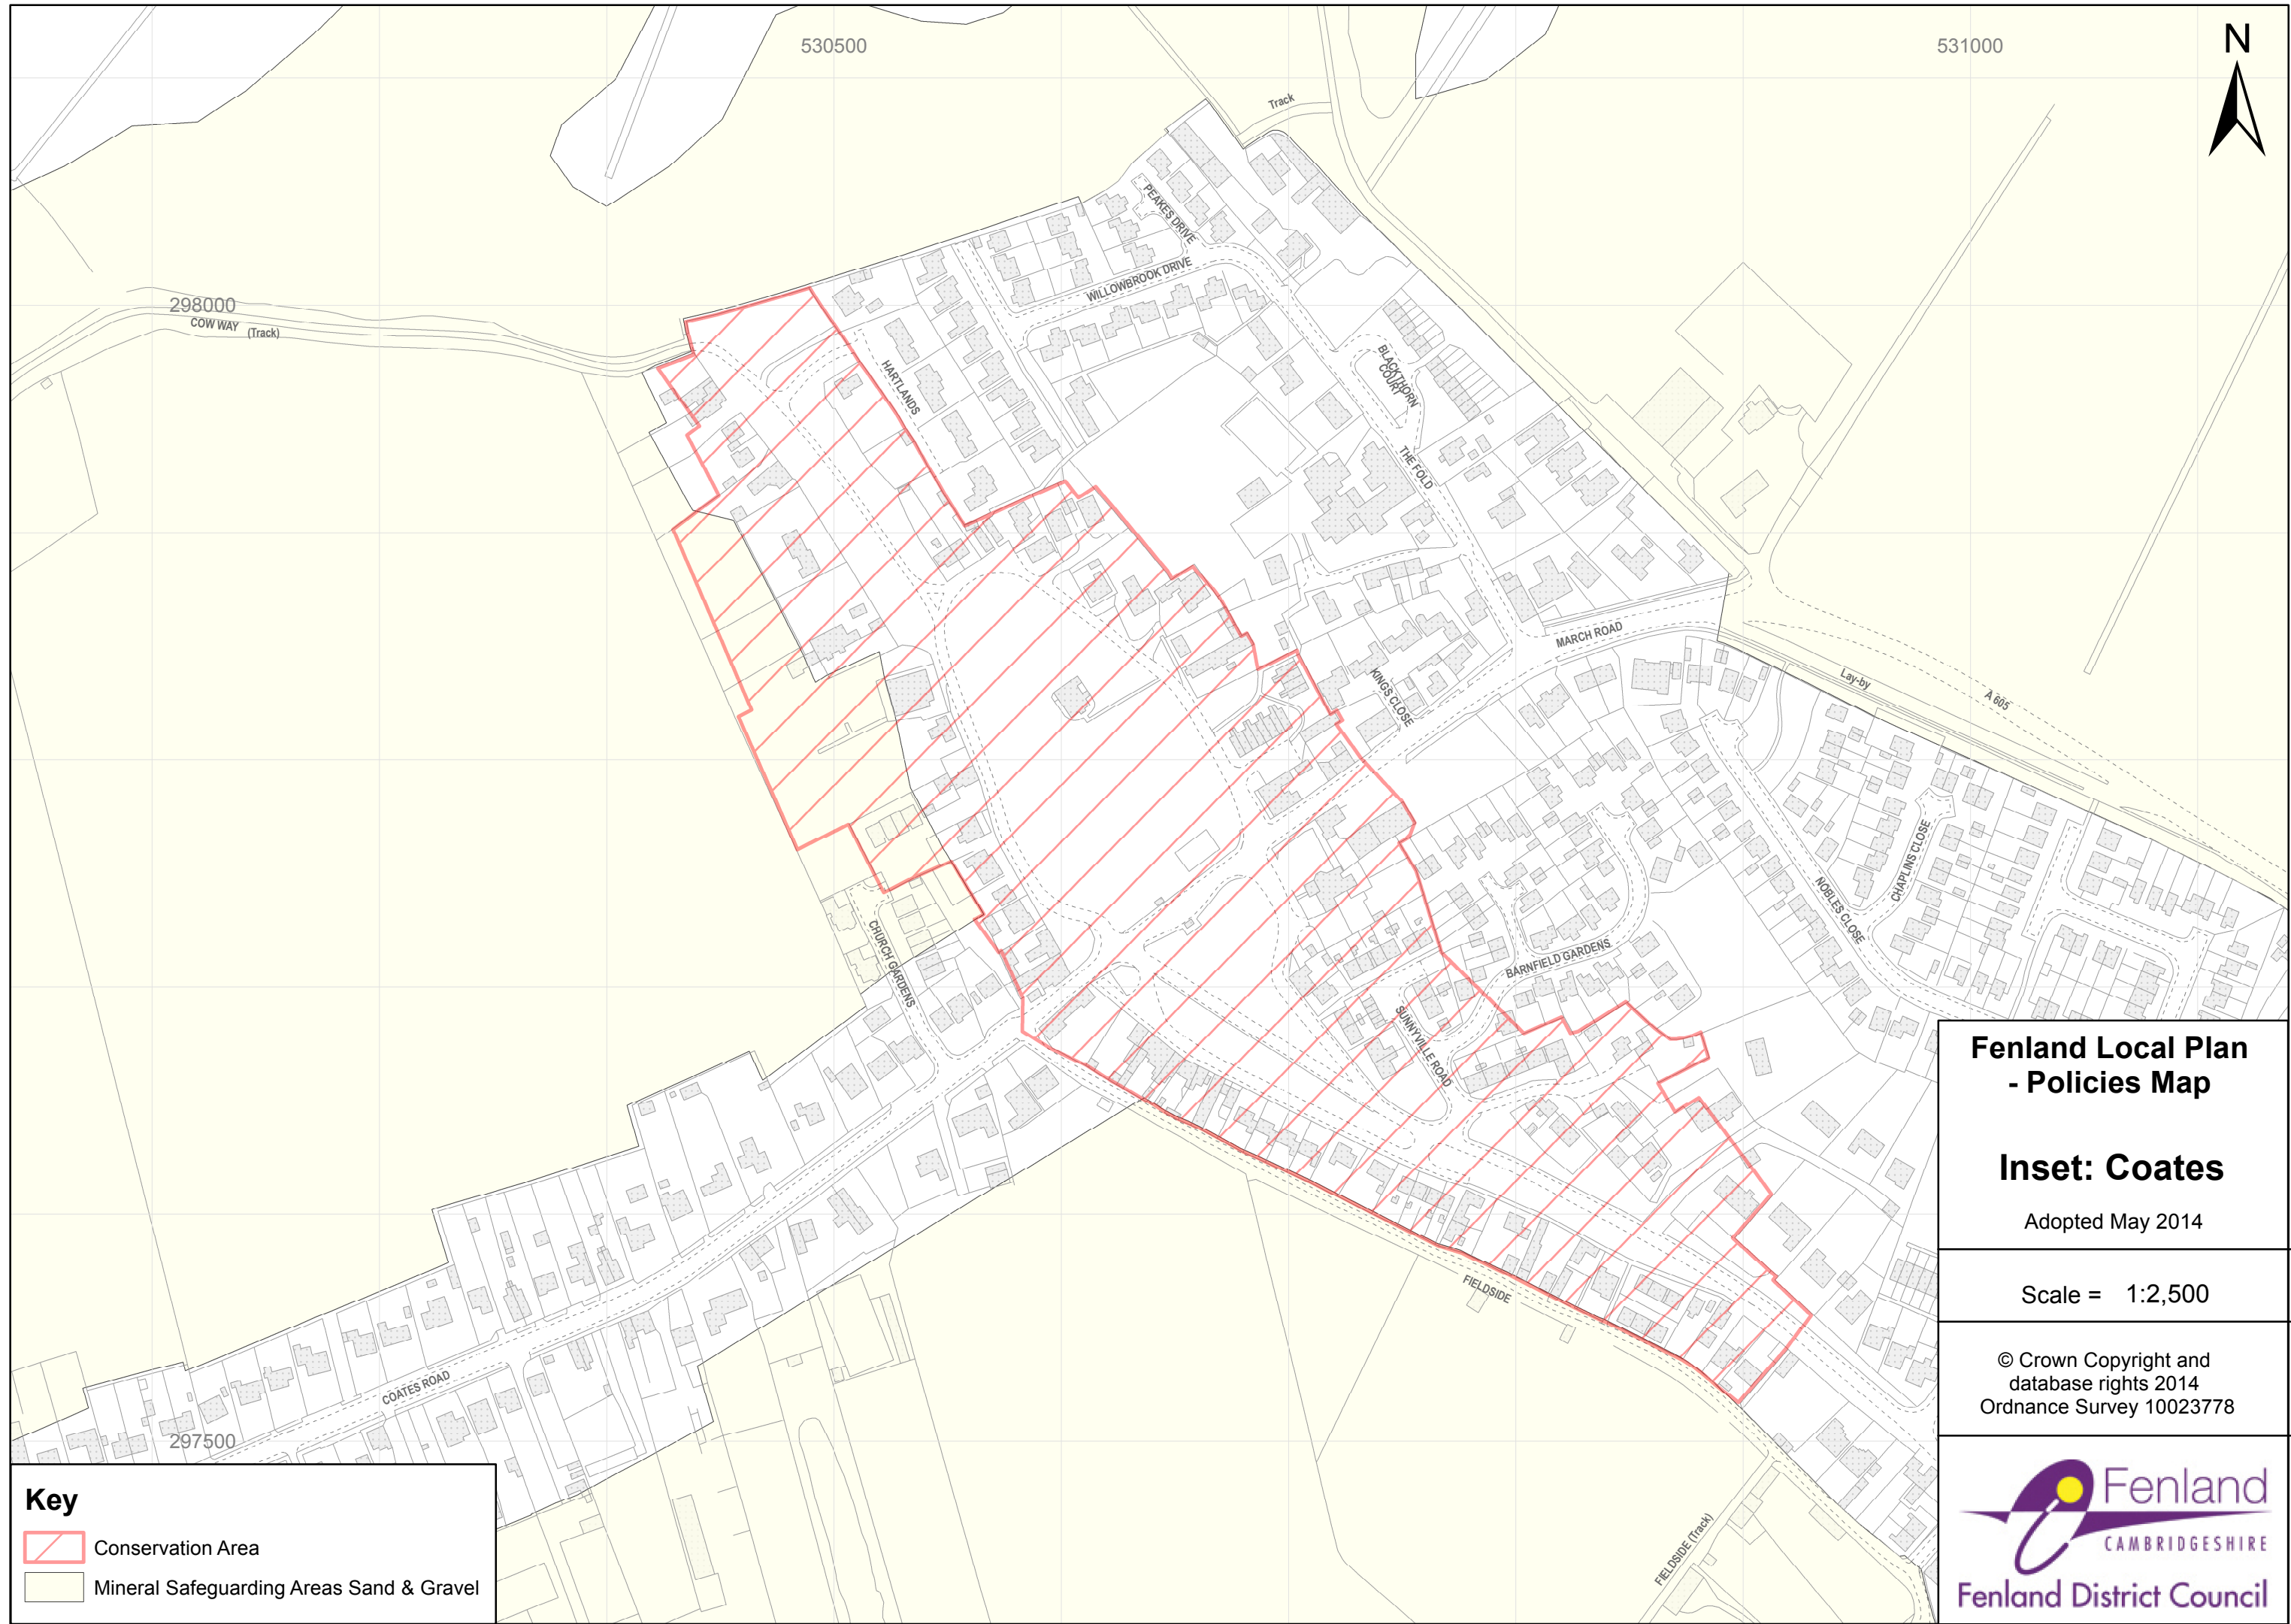 530500
531000
N
Track
PEAKES DRIVE
WILLOWBROOK DRIVE
298000
COW WAY (Track)
HARTLANDS
BLACKTHORN
COURT
THE FOLD
MARCH ROAD
KINGS CLOSE
Lay-by
A 605
CHAPLINS CLOSE
NOBLES CLOSE
CHURCH GARDENS
BARNFIELD GARDENS
SUNNYVILLE ROAD
FIELDSIDE
COATES ROAD
297500
FIELDSIDE (Track)
Fenland Local Plan
- Policies Map
Inset: Coates
Adopted May 2014
Scale = 1:2,500
© Crown Copyright and
database rights 2014
Ordnance Survey 10023778
Fenland
CAMBRIDGESHIRE
Fenland District Council
Key
Conservation Area
Mineral Safeguarding Areas Sand & Gravel